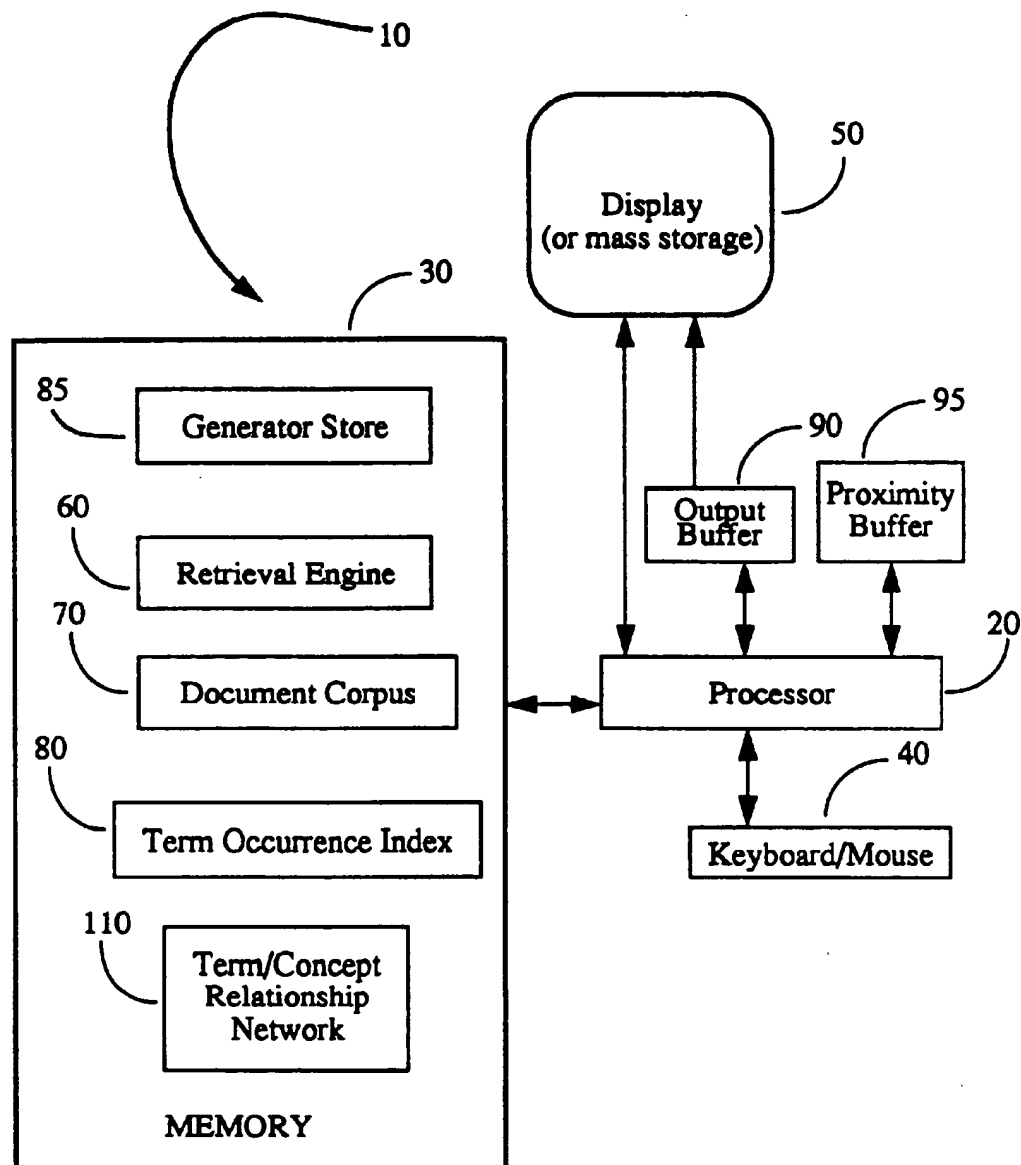 10
50
Display
(or mass storage)
30
85
Generator Store
90
95
Output
Buffer
Proximity
Buffer
60
Retrieval Engine
70
Document Corpus
20
Processor
80
Term Occurrence Index
40
Keyboard/Mouse
110
Term/Concept
Relationship
Network
MEMORY